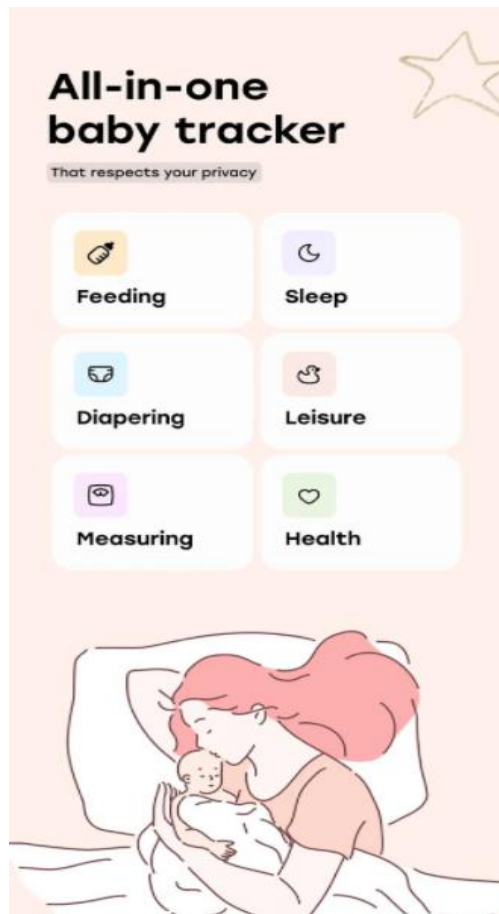 All-in-one
baby tracker
That respects your privacy
Feeding
Sleep
Diapering
Leisure
Measuring
Health